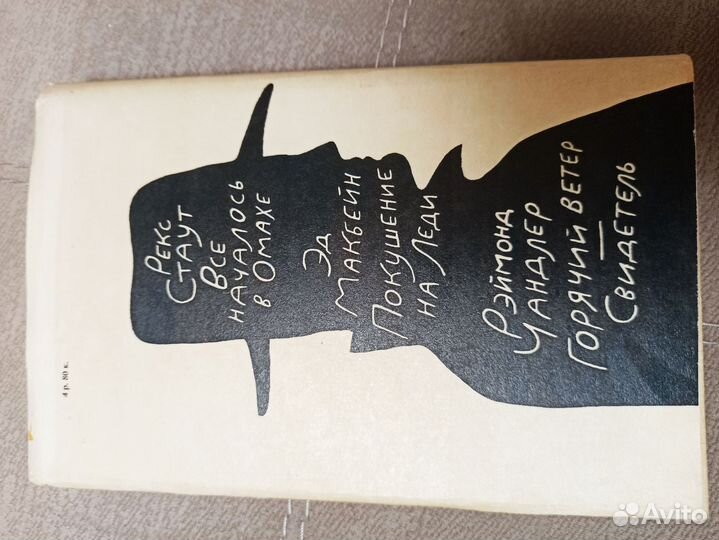 Рекс
Стаут
Все
началось
в Омахе
Эд
Макбейн
Покушение
на Леди
Рэймонд
Чандлер
Горячий ветер
—
Свидетель
4 р. 80 к.
Avito